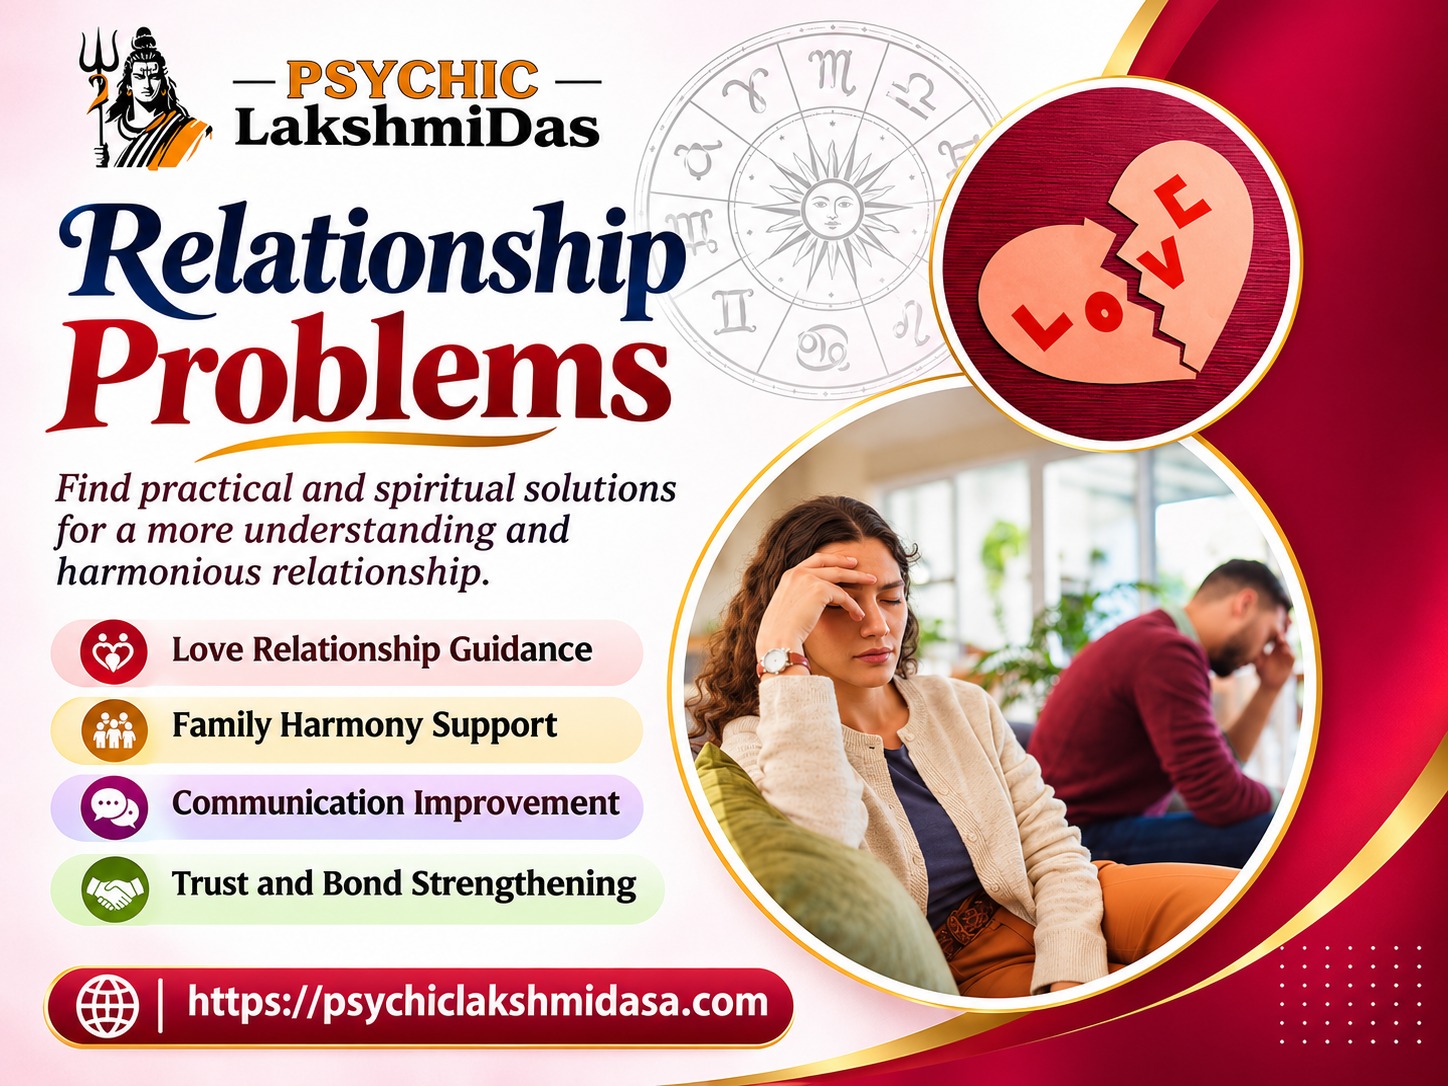 PSYCHIC
LakshmiDas
Relationship
Problems
Find practical and spiritual solutions
for a more understanding and
harmonious relationship.
Love Relationship Guidance
Family Harmony Support
Communication Improvement
Trust and Bond Strengthening
https://psychiclakshmidasa.com
LOVE